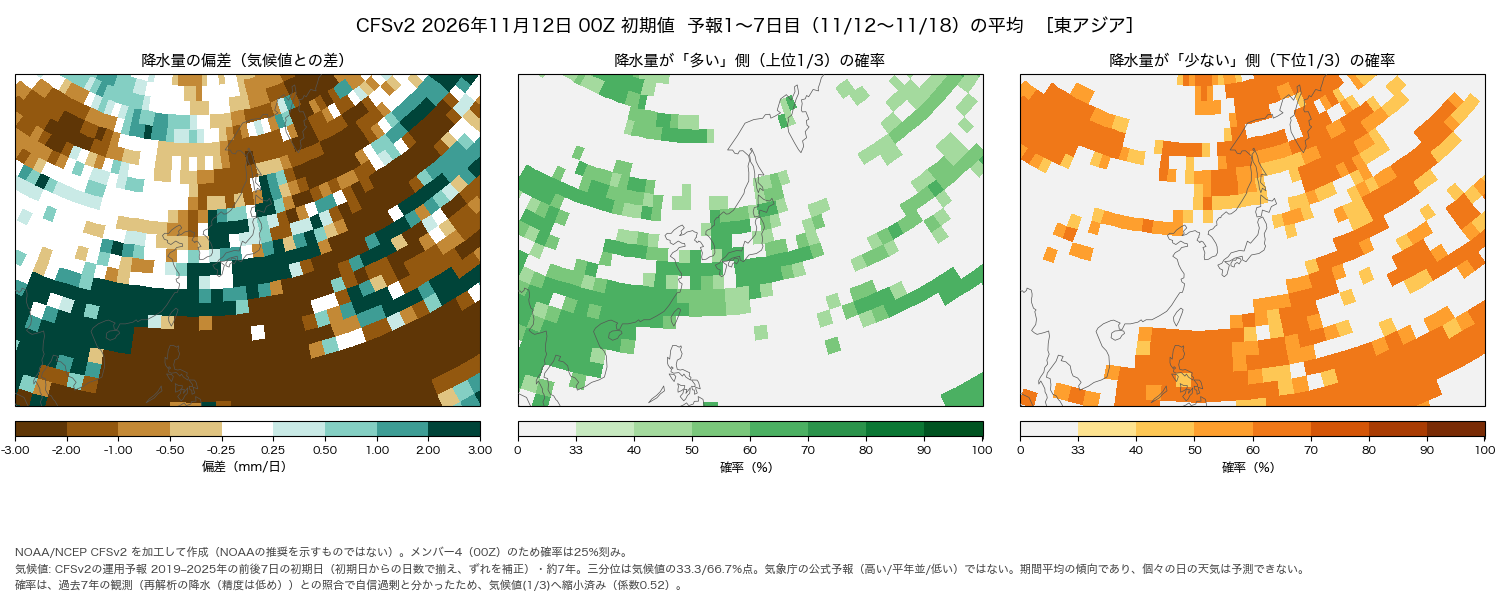 CFSv2 2026年11月12日 00Z 初期値 予報1〜7日目（11/12〜11/18）の平均 ［東アジア］
降水量の偏差（気候値との差）
降水量が「多い」側（上位1/3）の確率
降水量が「少ない」側（下位1/3）の確率
-3.00 -2.00 -1.00 -0.50 -0.25 0.25 0.50 1.00 2.00 3.00
偏差（mm/日）
0 33 40 50 60 70 80 90 100
確率（%）
0 33 40 50 60 70 80 90 100
確率（%）
NOAA/NCEP CFSv2 を加工して作成（NOAAの推奨を示すものではない）。メンバー4（00Z）のため確率は25%刻み。
気候値: CFSv2の運用予報 2019–2025年の前後7日の初期日（初期日からの日数で揃え、ずれを補正）・約7年。三分位は気候値の33.3/66.7%点。気象庁の公式予報（高い/平年並/低い）ではない。期間平均の傾向であり、個々の日の天気は予測できない。
確率は、過去7年の観測（再解析の降水（精度は低め））との照合で自信過剰と分かったため、気候値(1/3)へ縮小済み（係数0.52）。